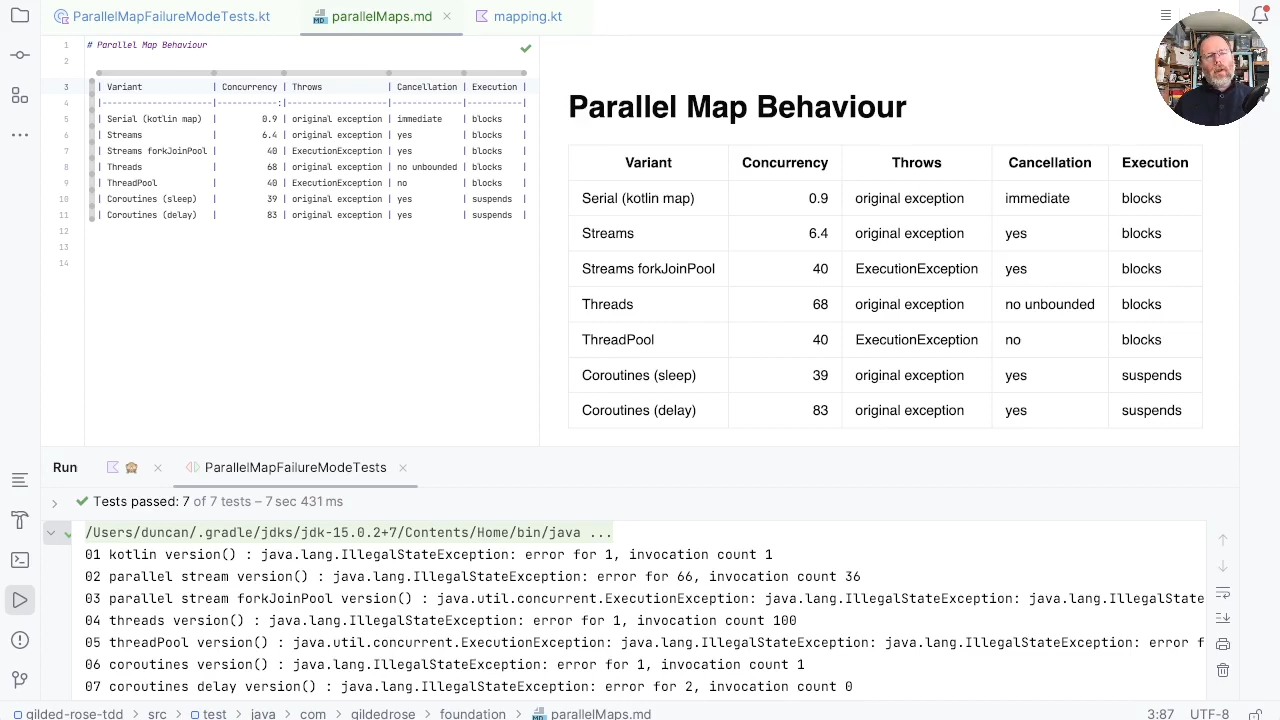 ParallelMapFailureModeTests.kt
parallelMaps.md
mapping.kt
1 # Parallel Map Behaviour
2
3 | Variant | Concurrency | Throws | Cancellation | Execution |
4 |----------------------|------------:|--------------------|--------------|-----------|
5 | Serial (kotlin map) | 0.9 | original exception | immediate | blocks |
6 | Streams | 6.4 | original exception | yes | blocks |
7 | Streams forkJoinPool | 40 | ExecutionException | yes | blocks |
8 | Threads | 68 | original exception | no unbounded | blocks |
9 | ThreadPool | 40 | ExecutionException | no | blocks |
10 | Coroutines (sleep) | 39 | original exception | yes | suspends |
11 | Coroutines (delay) | 83 | original exception | yes | suspends |
12
13
14
Parallel Map Behaviour
Variant Concurrency Throws Cancellation Execution
Serial (kotlin map) 0.9 original exception immediate blocks
Streams 6.4 original exception yes blocks
Streams forkJoinPool 40 ExecutionException yes blocks
Threads 68 original exception no unbounded blocks
ThreadPool 40 ExecutionException no blocks
Coroutines (sleep) 39 original exception yes suspends
Coroutines (delay) 83 original exception yes suspends
Run ParallelMapFailureModeTests
Tests passed: 7 of 7 tests – 7 sec 431 ms
/Users/duncan/.gradle/jdks/jdk-15.0.2+7/Contents/Home/bin/java ...
01 kotlin version() : java.lang.IllegalStateException: error for 1, invocation count 1
02 parallel stream version() : java.lang.IllegalStateException: error for 66, invocation count 36
03 parallel stream forkJoinPool version() : java.util.concurrent.ExecutionException: java.lang.IllegalStateException: java.lang.IllegalState
04 threads version() : java.lang.IllegalStateException: error for 1, invocation count 100
05 threadPool version() : java.util.concurrent.ExecutionException: java.lang.IllegalStateException: java.lang.IllegalStateException: error f
06 coroutines version() : java.lang.IllegalStateException: error for 1, invocation count 1
07 coroutines delay version() : java.lang.IllegalStateException: error for 2, invocation count 0
gilded-rose-tdd > src > test > java > com > gildedrose > foundation > parallelMaps.md 3:87 UTF-8